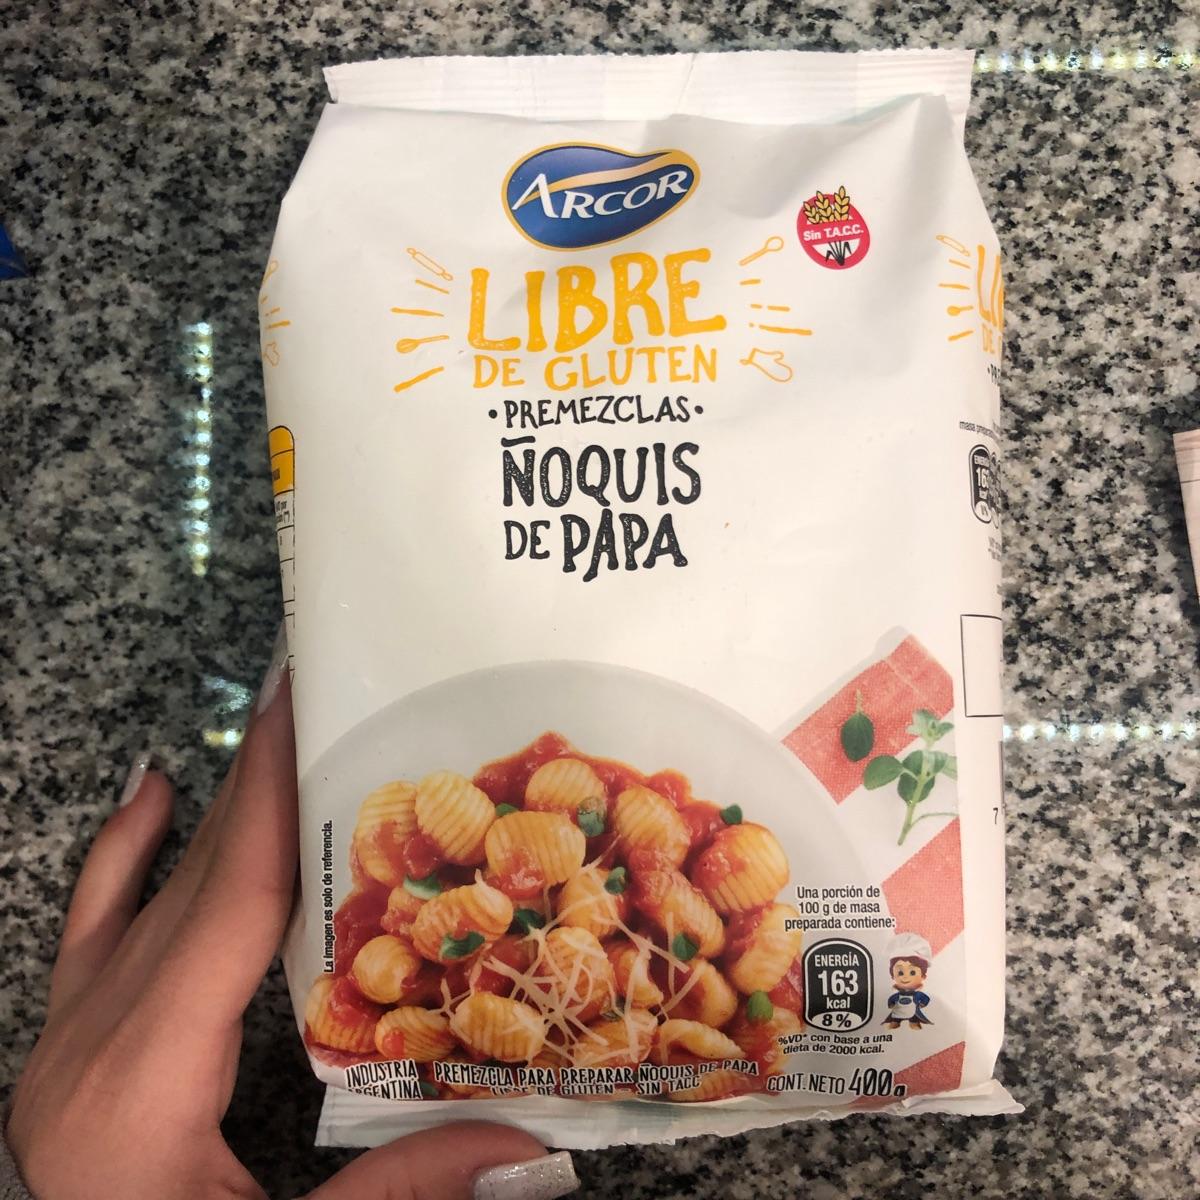 ARCOR
Sin T.A.C.C.
LIBRE
DE GLUTEN
• PREMEZCLAS •
ÑOQUIS
DE PAPA
La imagen es solo de referencia.
Una porción de
100 g de masa
preparada contiene:
ENERGÍA
163
kcal
8%
%VD* con base a una
dieta de 2000 kcal.
INDUSTRIA
ARGENTINA
PREMEZCLA PARA PREPARAR ÑOQUIS DE PAPA
LIBRE DE GLUTEN - SIN TACC
CONT. NETO 400g